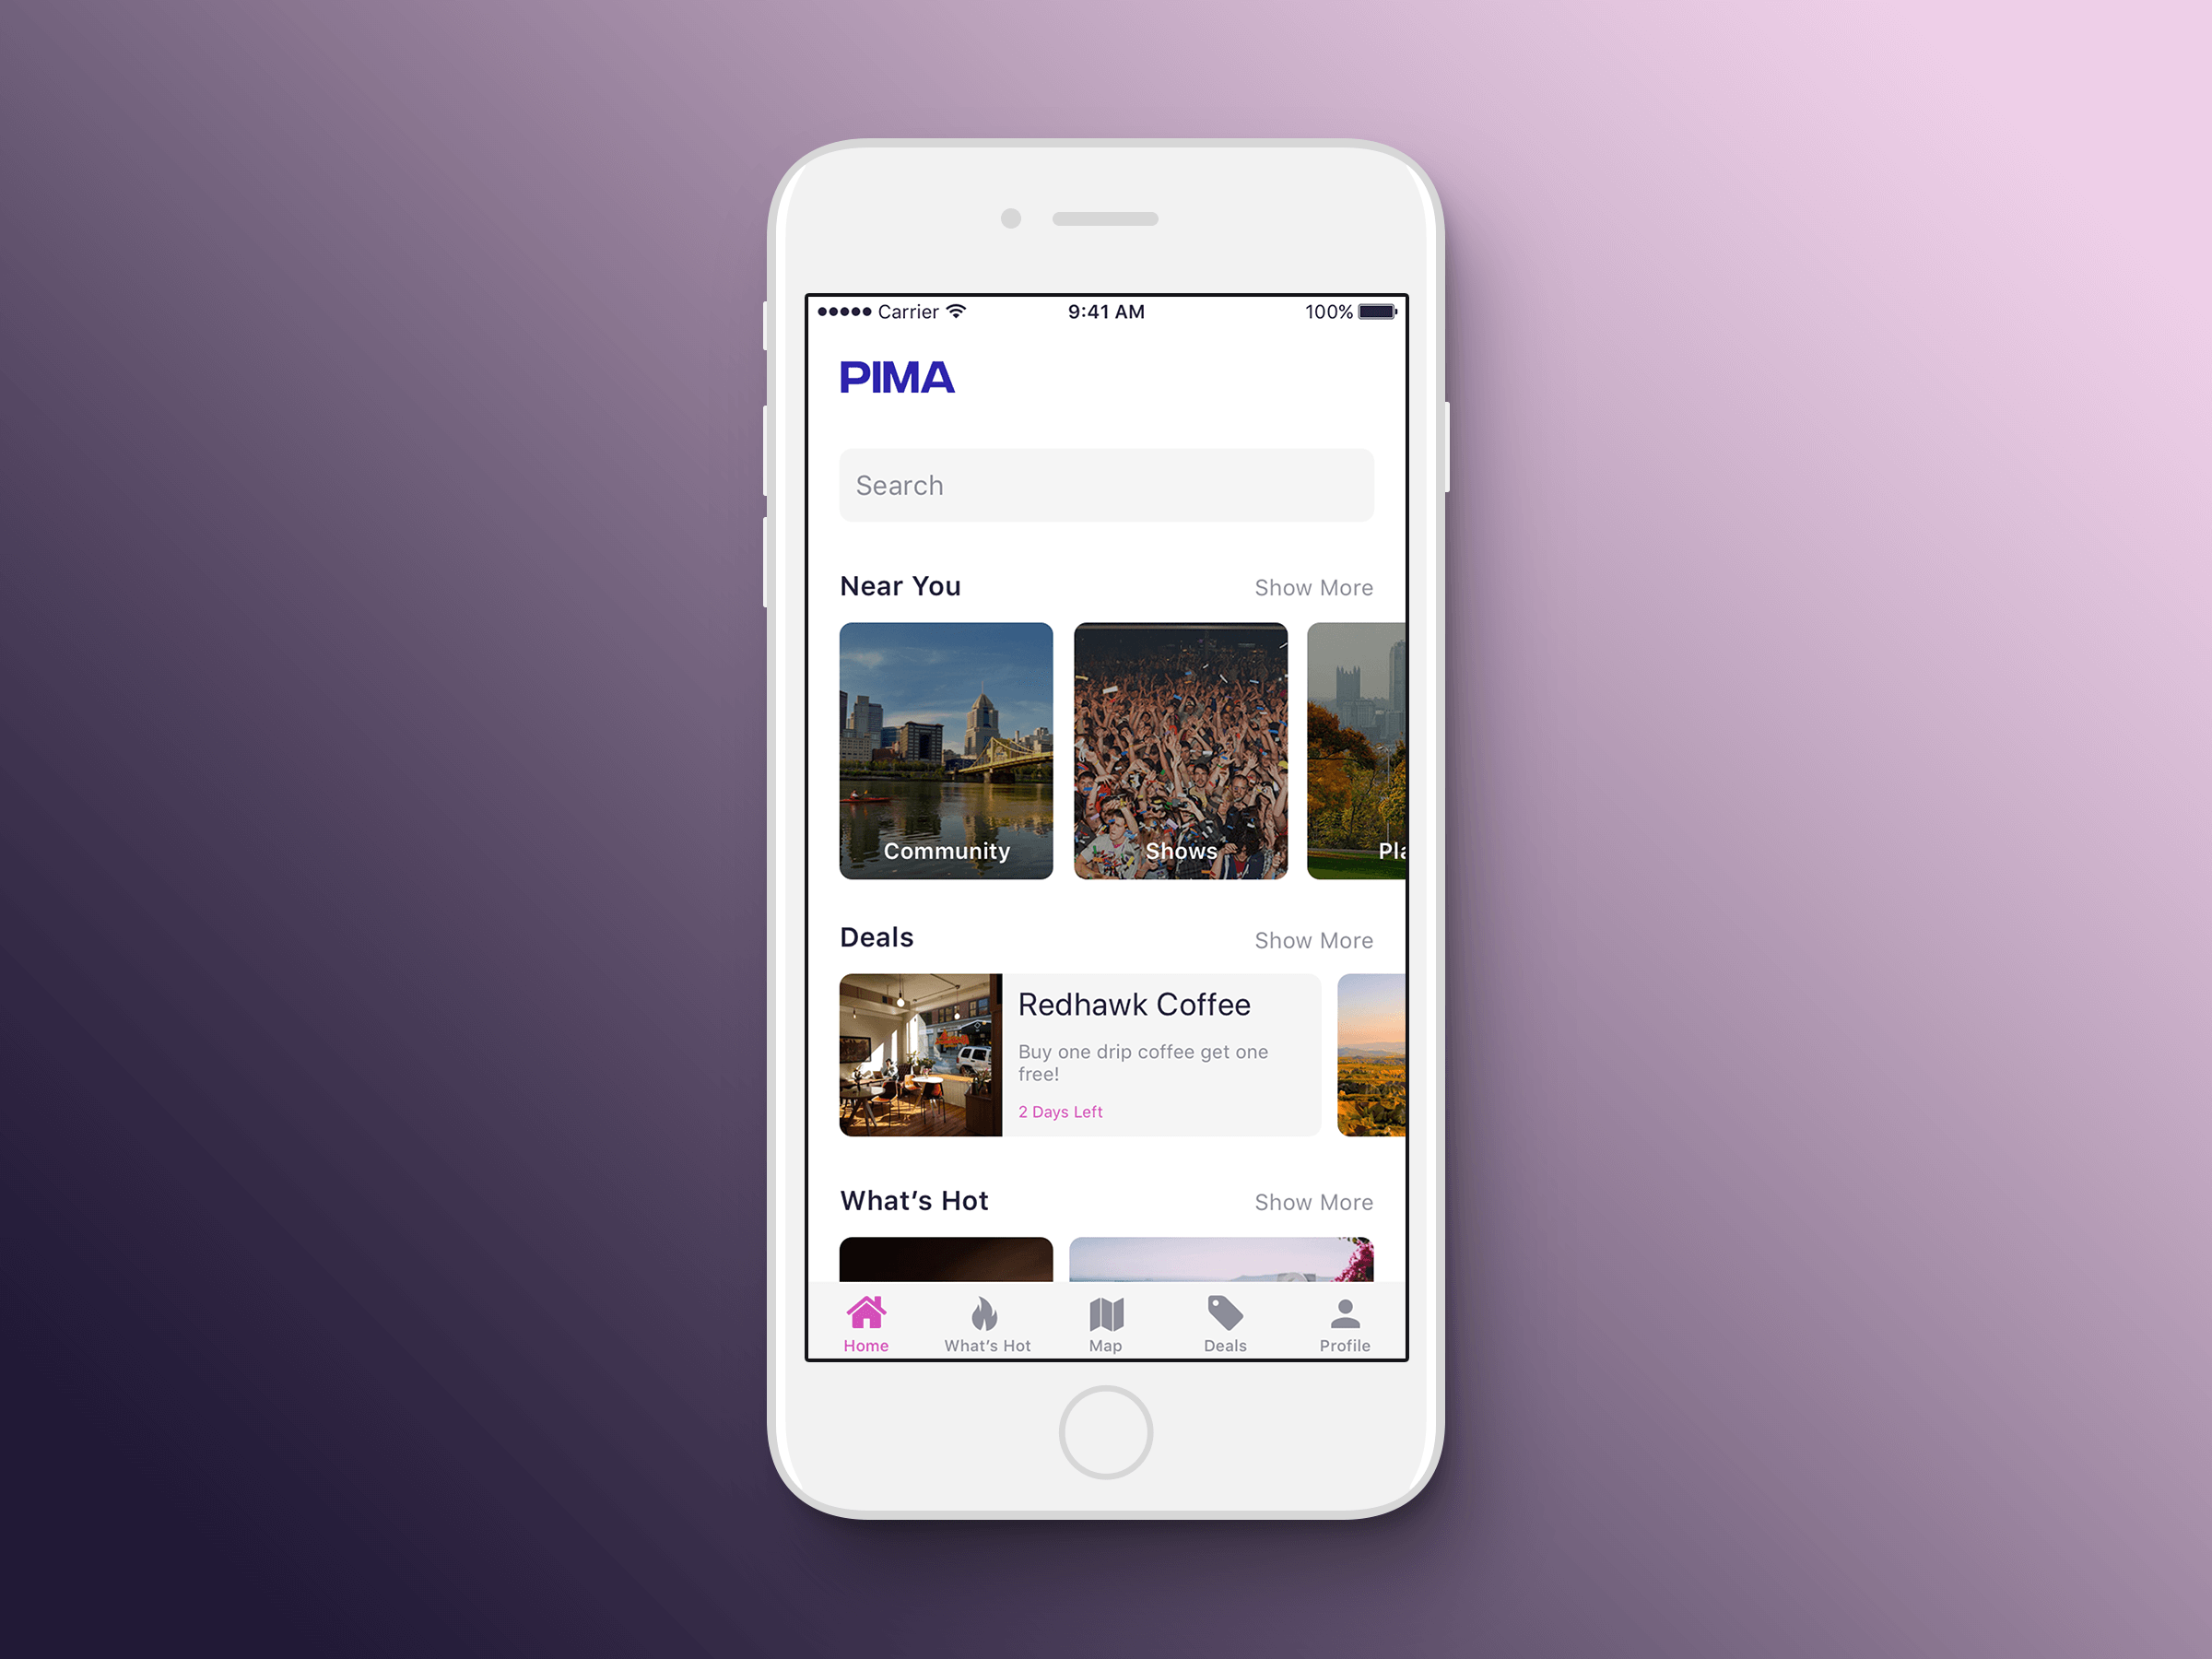 Carrier 9:41 AM 100%
PIMA
Search
Near You Show More
Community Shows
Deals Show More
Redhawk Coffee
Buy one drip coffee get one
free!
2 Days Left
What's Hot Show More
Home What's Hot Map Deals Profile